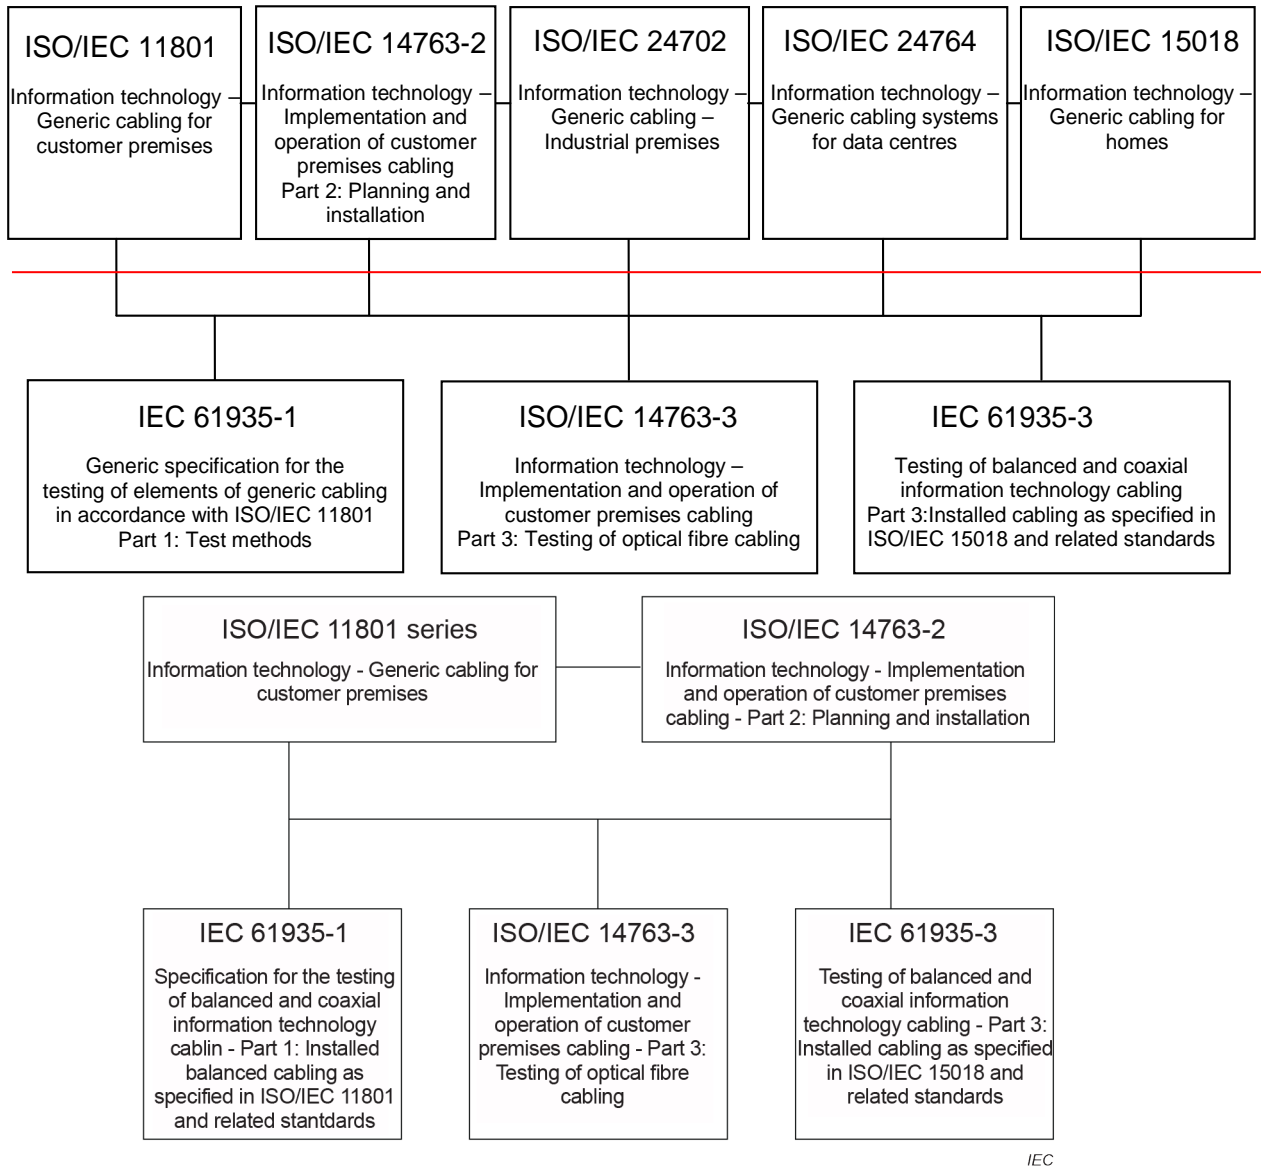 ISO/IEC 11801
Information technology –
Generic cabling for
customer premises
ISO/IEC 14763-2
Information technology –
Implementation and
operation of customer
premises cabling
Part 2: Planning and
installation
ISO/IEC 24702
Information technology –
Generic cabling –
Industrial premises
ISO/IEC 24764
Information technology –
Generic cabling systems
for data centres
ISO/IEC 15018
Information technology –
Generic cabling for
homes
IEC 61935-1
Generic specification for the
testing of elements of generic cabling
in accordance with ISO/IEC 11801
Part 1: Test methods
ISO/IEC 14763-3
Information technology –
Implementation and operation of
customer premises cabling
Part 3: Testing of optical fibre cabling
IEC 61935-3
Testing of balanced and coaxial
information technology cabling
Part 3:Installed cabling as specified in
ISO/IEC 15018 and related standards
ISO/IEC 11801 series
Information technology - Generic cabling for
customer premises
ISO/IEC 14763-2
Information technology - Implementation
and operation of customer premises
cabling - Part 2: Planning and installation
IEC 61935-1
Specification for the testing
of balanced and coaxial
information technology
cablin - Part 1: Installed
balanced cabling as
specified in ISO/IEC 11801
and related stantdards
ISO/IEC 14763-3
Information technology -
Implementation and
operation of customer
premises cabling - Part 3:
Testing of optical fibre
cabling
IEC 61935-3
Testing of balanced and
coaxial information
technology cabling - Part 3:
Installed cabling as specified
in ISO/IEC 15018 and
related standards
IEC